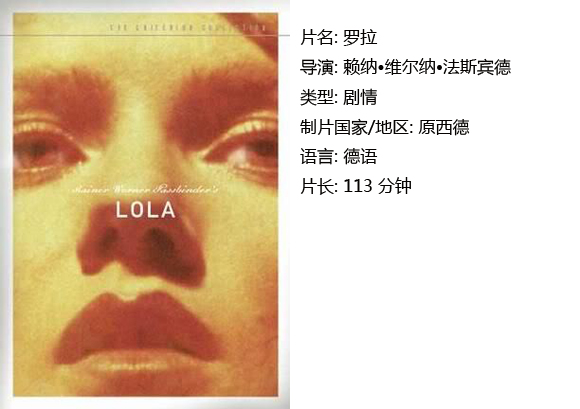 THE CRITERION COLLECTION
Rainer Werner Fassbinder's
LOLA
片名: 罗拉
导演: 赖纳•维尔纳•法斯宾德
类型: 剧情
制片国家/地区: 原西德
语言: 德语
片长: 113 分钟